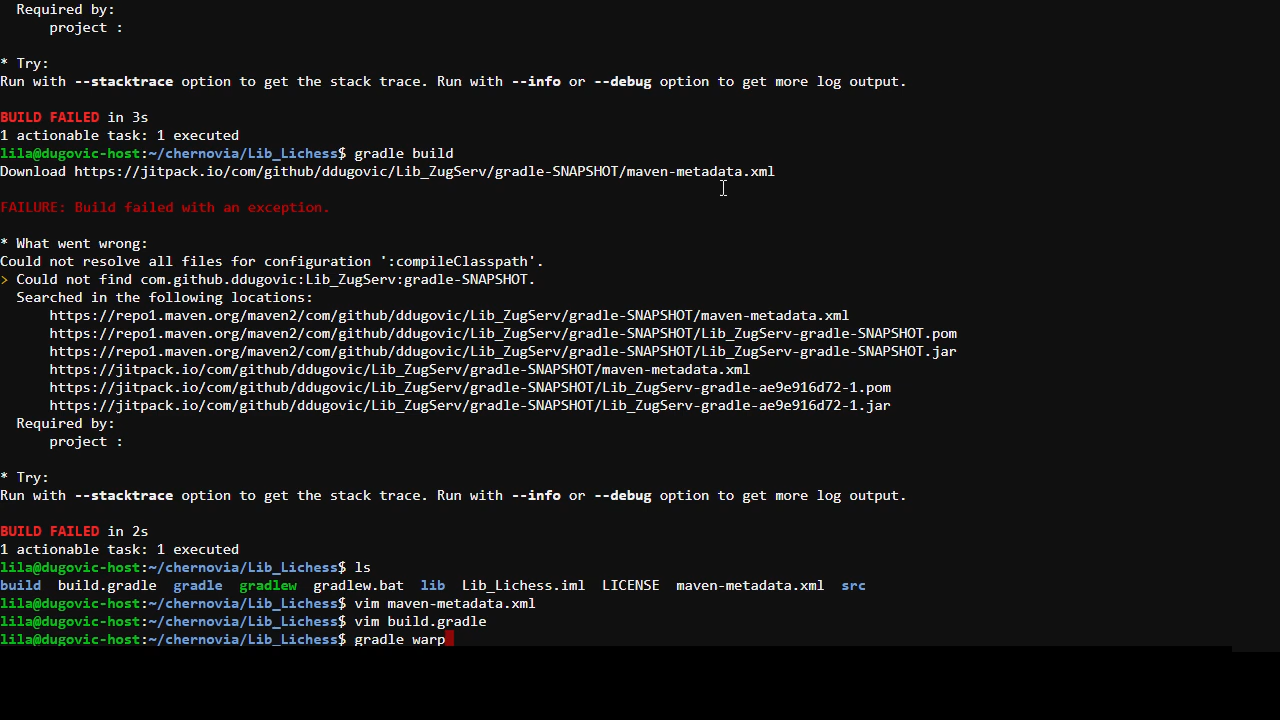 Required by:
project :
* Try:
Run with --stacktrace option to get the stack trace. Run with --info or --debug option to get more log output.
BUILD FAILED in 3s
1 actionable task: 1 executed
lila@dugovic-host:~/chernovia/Lib_Lichess$ gradle build
Download https://jitpack.io/com/github/ddugovic/Lib_ZugServ/gradle-SNAPSHOT/maven-metadata.xml
FAILURE: Build failed with an exception.
* What went wrong:
Could not resolve all files for configuration ':compileClasspath'.
> Could not find com.github.ddugovic:Lib_ZugServ:gradle-SNAPSHOT.
Searched in the following locations:
https://repo1.maven.org/maven2/com/github/ddugovic/Lib_ZugServ/gradle-SNAPSHOT/maven-metadata.xml
https://repo1.maven.org/maven2/com/github/ddugovic/Lib_ZugServ/gradle-SNAPSHOT/Lib_ZugServ-gradle-SNAPSHOT.pom
https://repo1.maven.org/maven2/com/github/ddugovic/Lib_ZugServ/gradle-SNAPSHOT/Lib_ZugServ-gradle-SNAPSHOT.jar
https://jitpack.io/com/github/ddugovic/Lib_ZugServ/gradle-SNAPSHOT/maven-metadata.xml
https://jitpack.io/com/github/ddugovic/Lib_ZugServ/gradle-SNAPSHOT/Lib_ZugServ-gradle-ae9e916d72-1.pom
https://jitpack.io/com/github/ddugovic/Lib_ZugServ/gradle-SNAPSHOT/Lib_ZugServ-gradle-ae9e916d72-1.jar
Required by:
project :
* Try:
Run with --stacktrace option to get the stack trace. Run with --info or --debug option to get more log output.
BUILD FAILED in 2s
1 actionable task: 1 executed
lila@dugovic-host:~/chernovia/Lib_Lichess$ ls
build build.gradle gradle gradlew gradlew.bat lib Lib_Lichess.iml LICENSE maven-metadata.xml src
lila@dugovic-host:~/chernovia/Lib_Lichess$ vim maven-metadata.xml
lila@dugovic-host:~/chernovia/Lib_Lichess$ vim build.gradle
lila@dugovic-host:~/chernovia/Lib_Lichess$ gradle warp